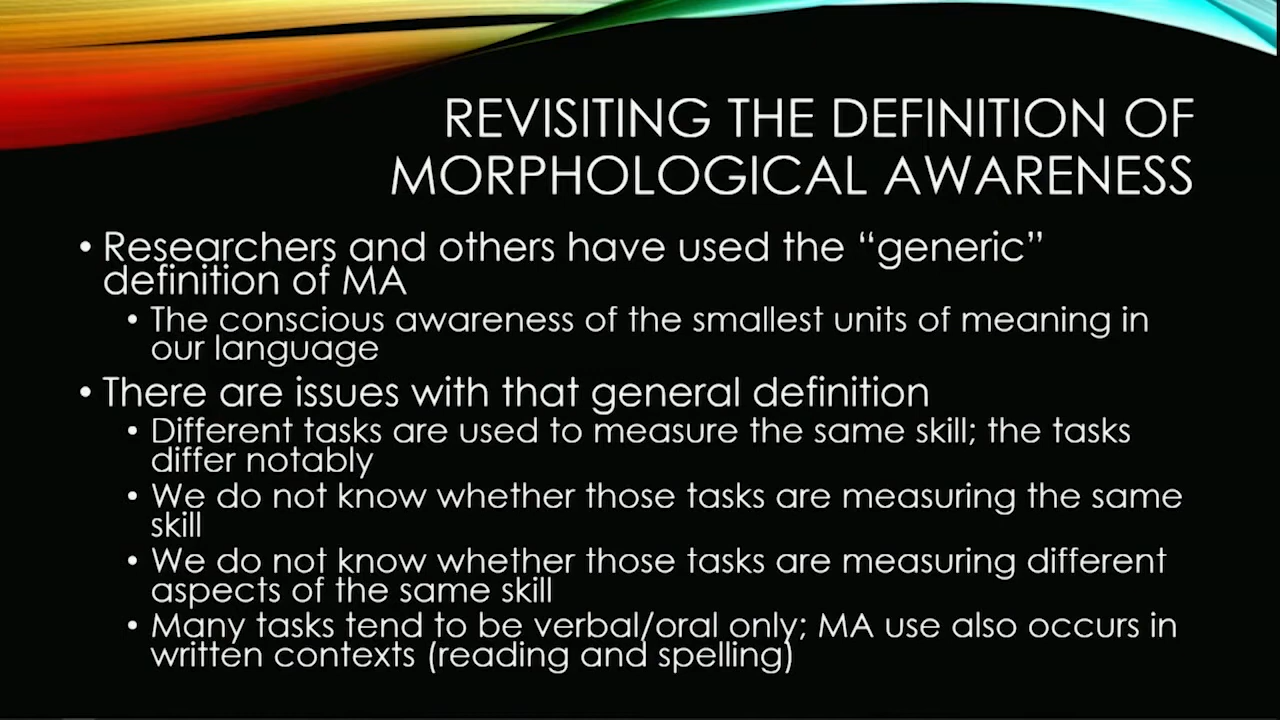 REVISITING THE DEFINITION OF
MORPHOLOGICAL AWARENESS
• Researchers and others have used the “generic”
definition of MA
• The conscious awareness of the smallest units of meaning in
our language
• There are issues with that general definition
• Different tasks are used to measure the same skill; the tasks
differ notably
• We do not know whether those tasks are measuring the same
skill
• We do not know whether those tasks are measuring different
aspects of the same skill
• Many tasks tend to be verbal/oral only; MA use also occurs in
written contexts (reading and spelling)